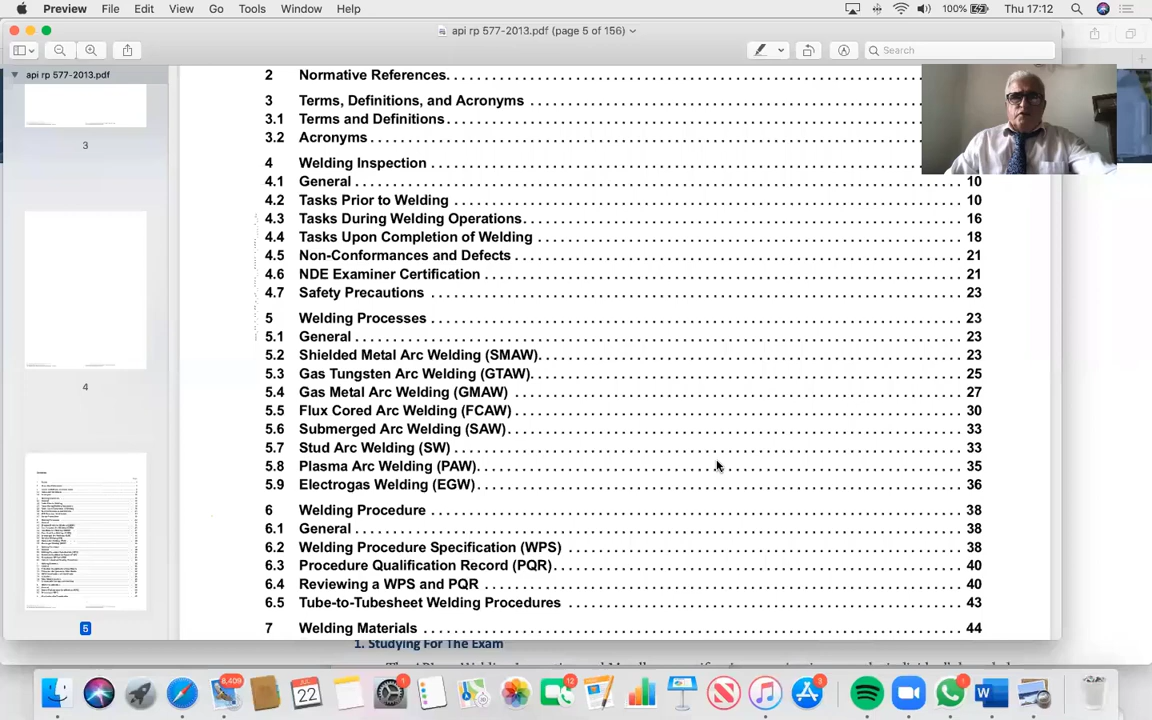 Preview File Edit View Go Tools Window Help 100% Thu 17:12
api rp 577-2013.pdf (page 5 of 156)
Search
api rp 577-2013.pdf
3
4
5
2 Normative References.
3 Terms, Definitions, and Acronyms
3.1 Terms and Definitions
3.2 Acronyms
4 Welding Inspection
4.1 General 10
4.2 Tasks Prior to Welding 10
4.3 Tasks During Welding Operations 16
4.4 Tasks Upon Completion of Welding 18
4.5 Non-Conformances and Defects 21
4.6 NDE Examiner Certification 21
4.7 Safety Precautions 23
5 Welding Processes 23
5.1 General 23
5.2 Shielded Metal Arc Welding (SMAW) 23
5.3 Gas Tungsten Arc Welding (GTAW) 25
5.4 Gas Metal Arc Welding (GMAW) 27
5.5 Flux Cored Arc Welding (FCAW) 30
5.6 Submerged Arc Welding (SAW) 33
5.7 Stud Arc Welding (SW) 33
5.8 Plasma Arc Welding (PAW) 35
5.9 Electrogas Welding (EGW) 36
6 Welding Procedure 38
6.1 General 38
6.2 Welding Procedure Specification (WPS) 38
6.3 Procedure Qualification Record (PQR) 40
6.4 Reviewing a WPS and PQR 40
6.5 Tube-to-Tubesheet Welding Procedures 43
7 Welding Materials 44
1. Studying For The Exam
8,409
JUL
22
1
12
3
1